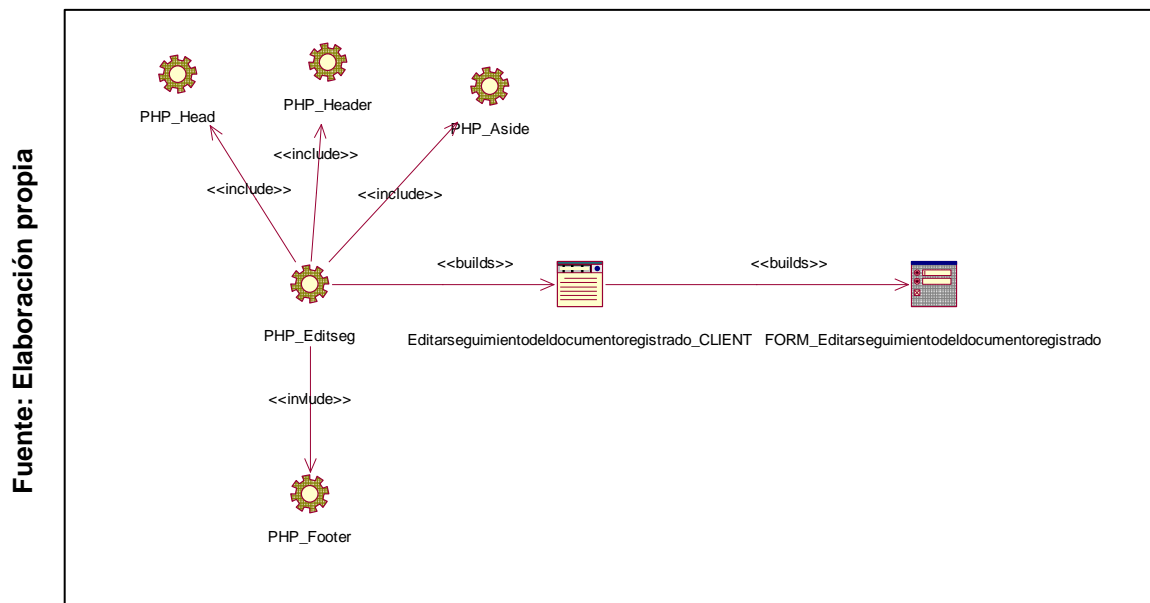 Fuente: Elaboración propia
PHP_Head
PHP_Header
PHP_Aside
<<include>>
<<include>>
<<include>>
PHP_Editseg
<<builds>>
Editarseguimientodeldocumentoregistrado_CLIENT
<<builds>>
FORM_Editarseguimientodeldocumentoregistrado
<<invlude>>
PHP_Footer